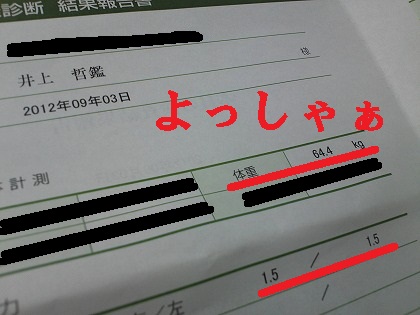 診断 結果報告書
井上 哲鑑 様
2012年09年03日
よっしゃぁ
計測
体重 64.4 kg
力
1.5 / 1.5
左 /